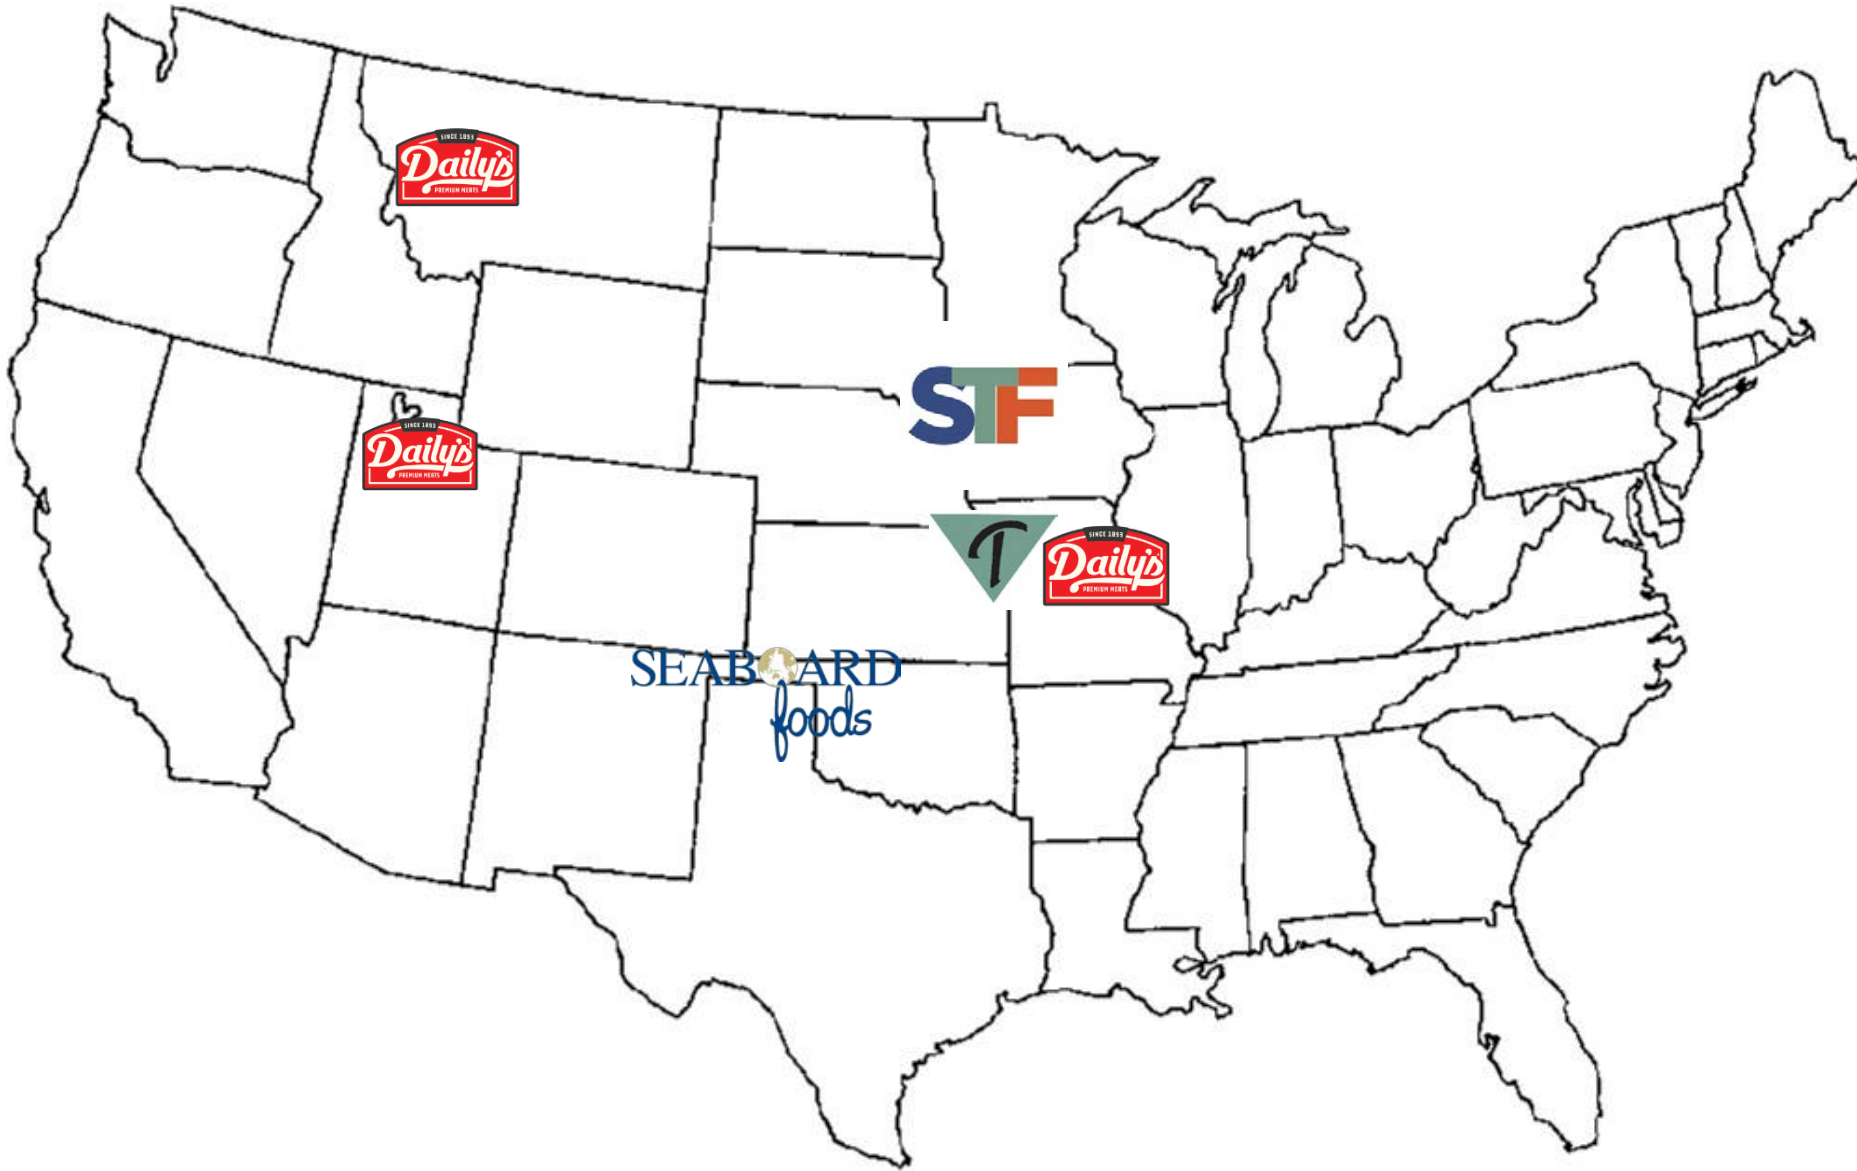 SINCE 1893
Daily's
PREMIUM MEATS
STF
SINCE 1893
Daily's
PREMIUM MEATS
T
SINCE 1893
Daily's
PREMIUM MEATS
SEABOARD
foods